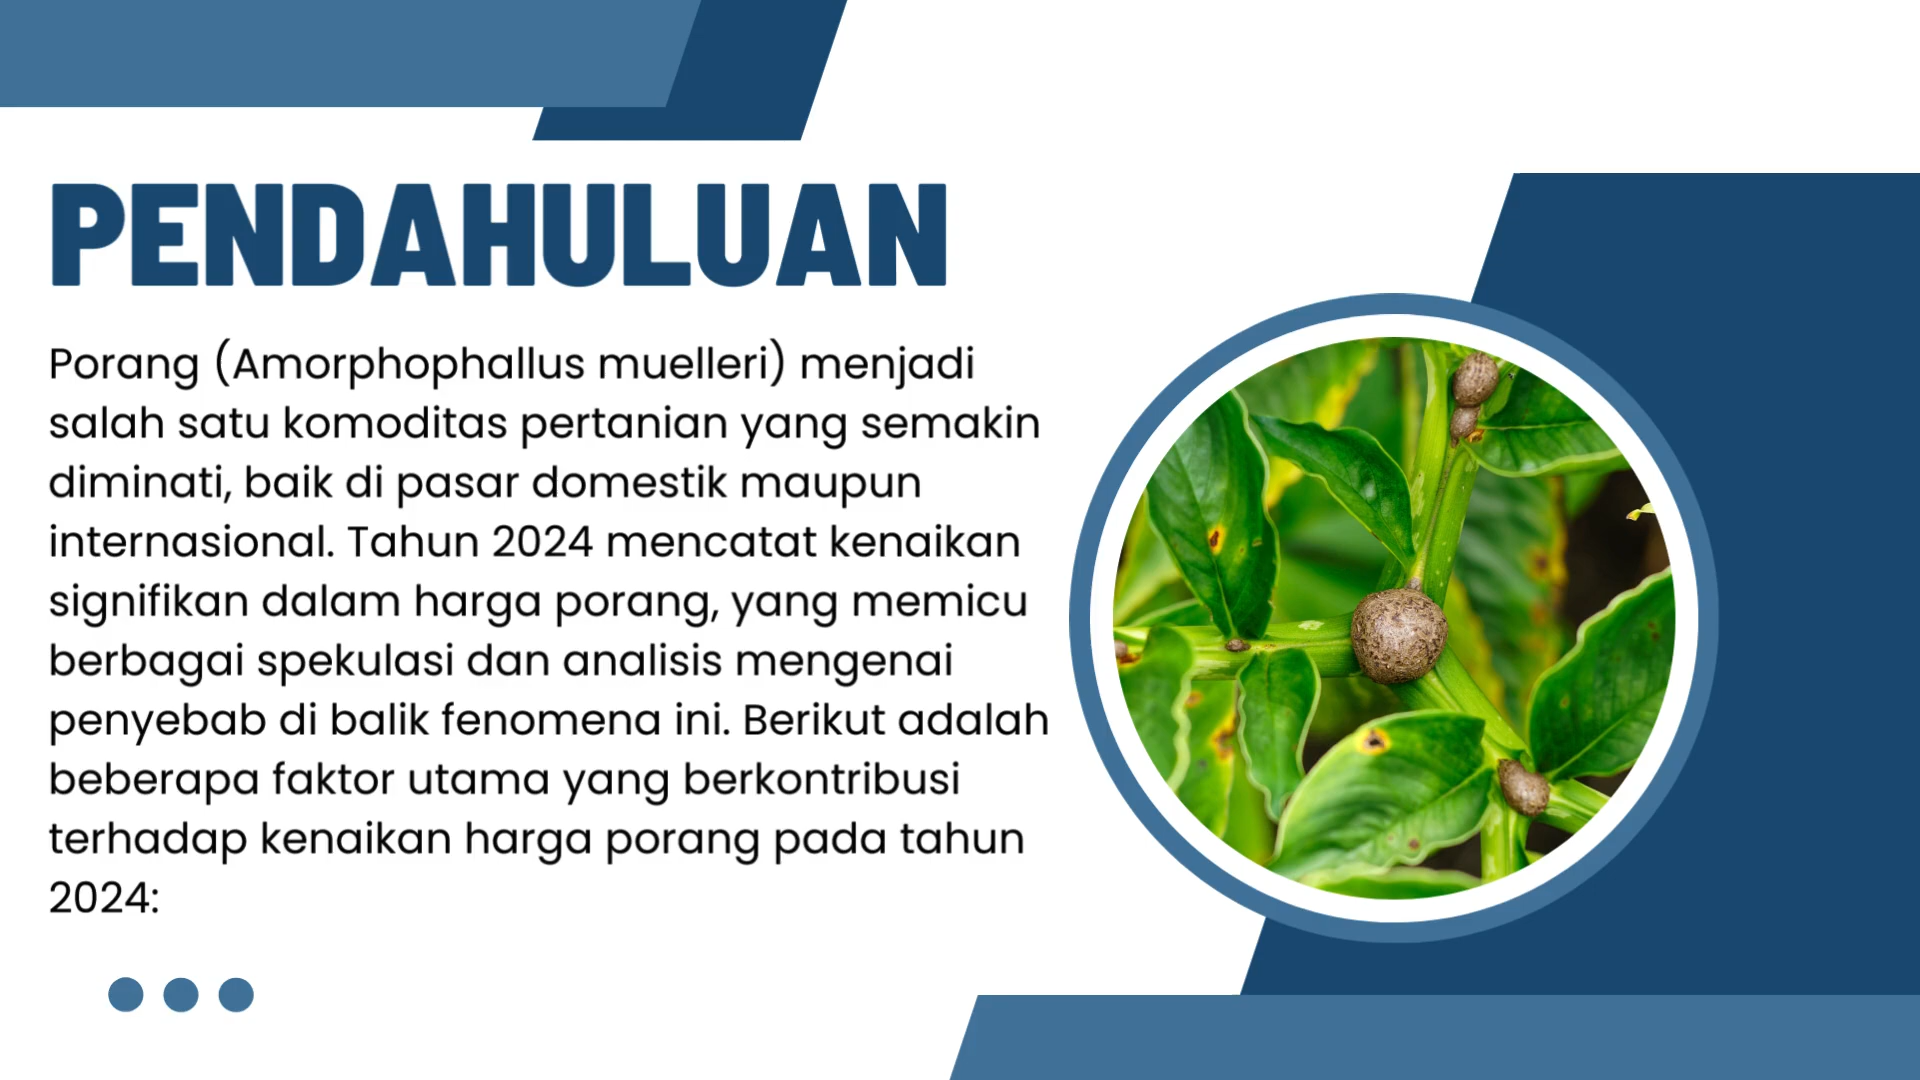 PENDAHULUAN
Porang (Amorphophallus muelleri) menjadi
salah satu komoditas pertanian yang semakin
diminati, baik di pasar domestik maupun
internasional. Tahun 2024 mencatat kenaikan
signifikan dalam harga porang, yang memicu
berbagai spekulasi dan analisis mengenai
penyebab di balik fenomena ini. Berikut adalah
beberapa faktor utama yang berkontribusi
terhadap kenaikan harga porang pada tahun
2024: